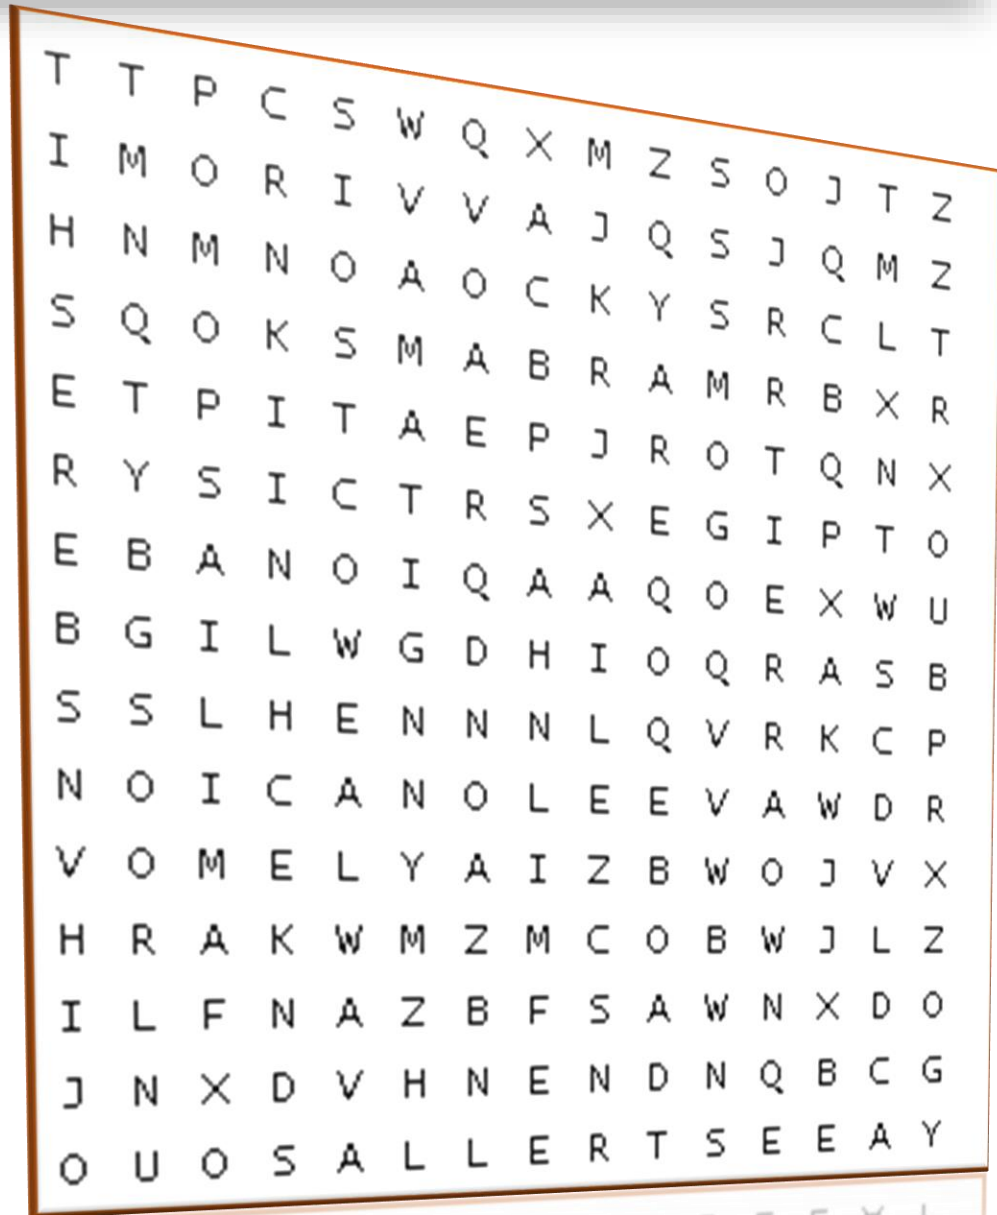 T T P C S W Q X M Z S O J T Z
I M O R I V V A J Q S J Q M Z
H N M N O A O C K Y S R C L T
S Q O K S M A B R A M R B X R
E T P I T A E P J R O T Q N X
R Y S I C T R S X E G I P T O
E B A N O I Q A A Q O E X W U
B G I L W G D H I O Q R A S B
S S L H E N N N L Q V R K C P
N O I C A N O L E E V A W D R
V O M E L Y A I Z B W O J V X
H R A K W M Z M C O B W J L Z
I L F N A Z B F S A W N X D O
J N X D V H N E N D N Q B C G
O U O S A L L E R T S E E A Y